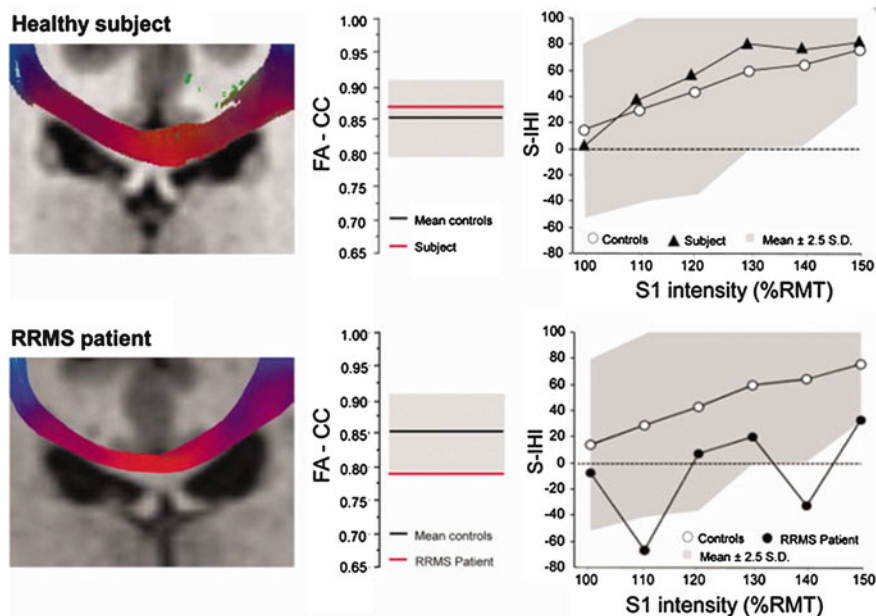 Healthy subject
FA - CC
1.00
0.95
0.90
0.85
0.80
0.75
0.70
0.65
Mean controls
Subject
S-IHI
100
80
60
40
20
0
-20
-40
-60
-80
Controls Subject Mean ± 2.5 S.D.
100 110 120 130 140 150
S1 intensity (%RMT)
RRMS patient
FA - CC
1.00
0.95
0.90
0.85
0.80
0.75
0.70
0.65
Mean controls
RRMS Patient
S-IHI
100
80
60
40
20
0
-20
-40
-60
-80
Controls RRMS Patient
Mean ± 2.5 S.D.
100 110 120 130 140 150
S1 intensity (%RMT)